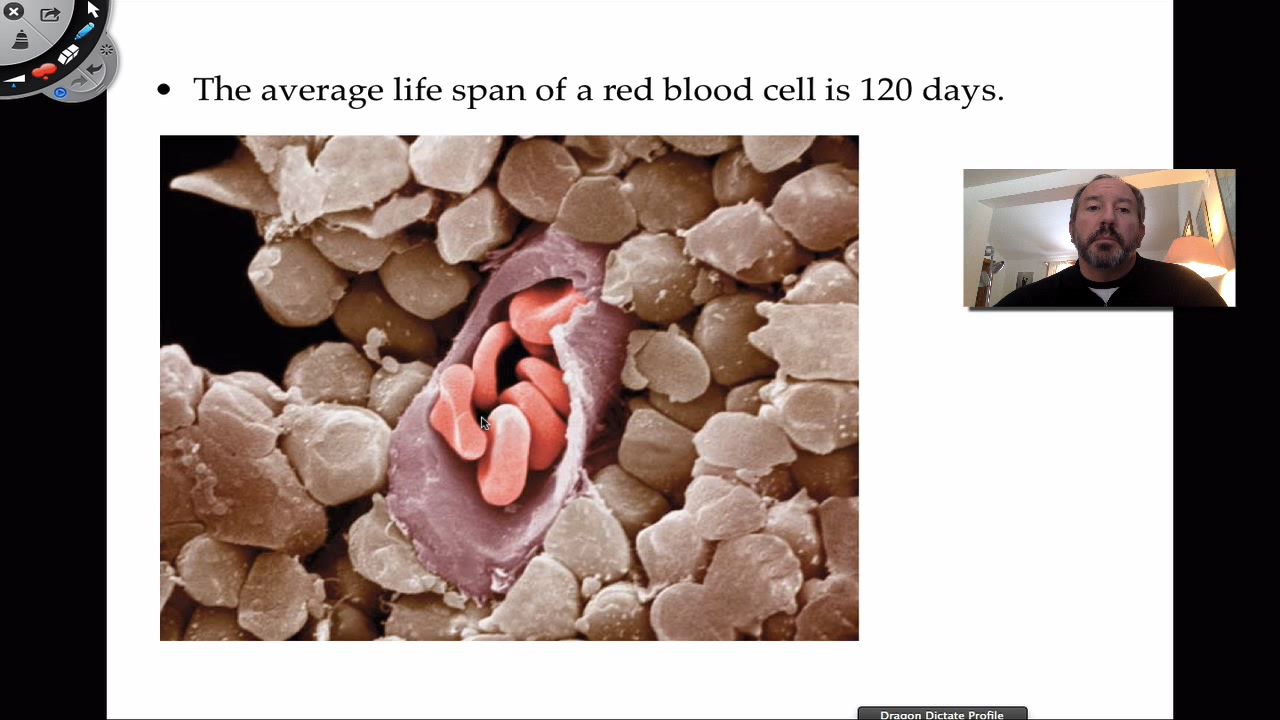 • The average life span of a red blood cell is 120 days.
Dragon Dictate Profile